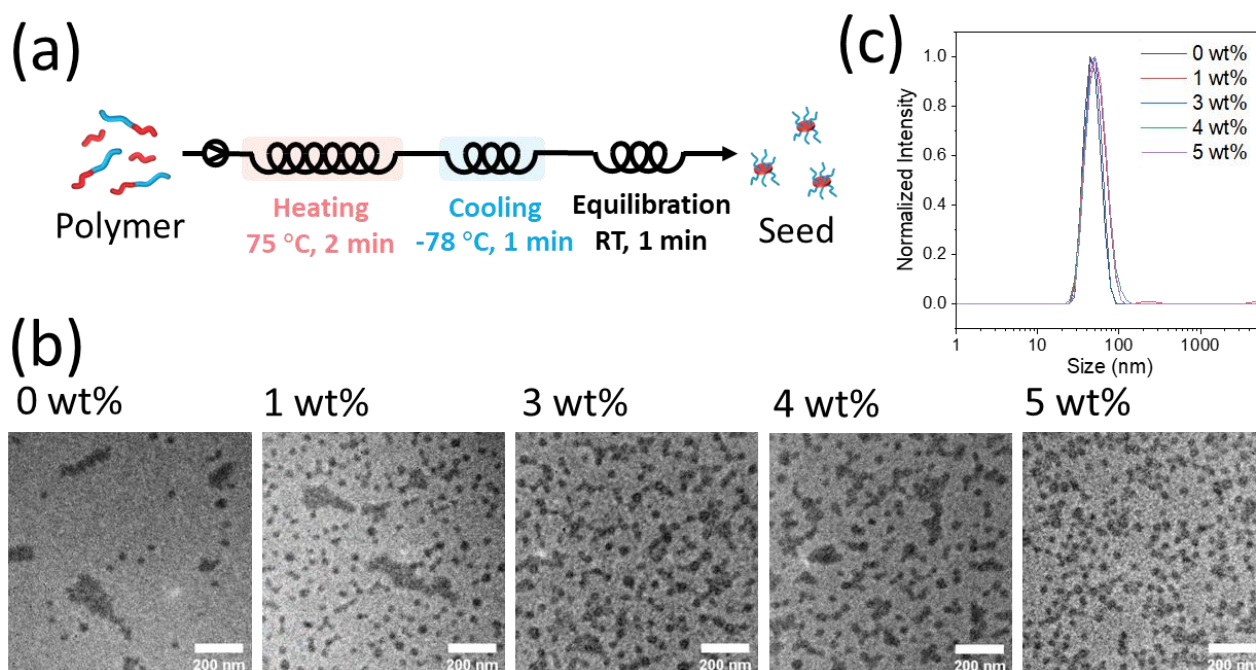 (a)
Polymer
Heating
75 °C, 2 min
Cooling
-78 °C, 1 min
Equilibration
RT, 1 min
Seed
(c)
Normalized Intensity
1.0
0.8
0.6
0.4
0.2
0.0
1
10
100
1000
Size (nm)
0 wt%
1 wt%
3 wt%
4 wt%
5 wt%
(b)
0 wt%
1 wt%
3 wt%
4 wt%
5 wt%
200 nm
200 nm
200 nm
200 nm
200 nm